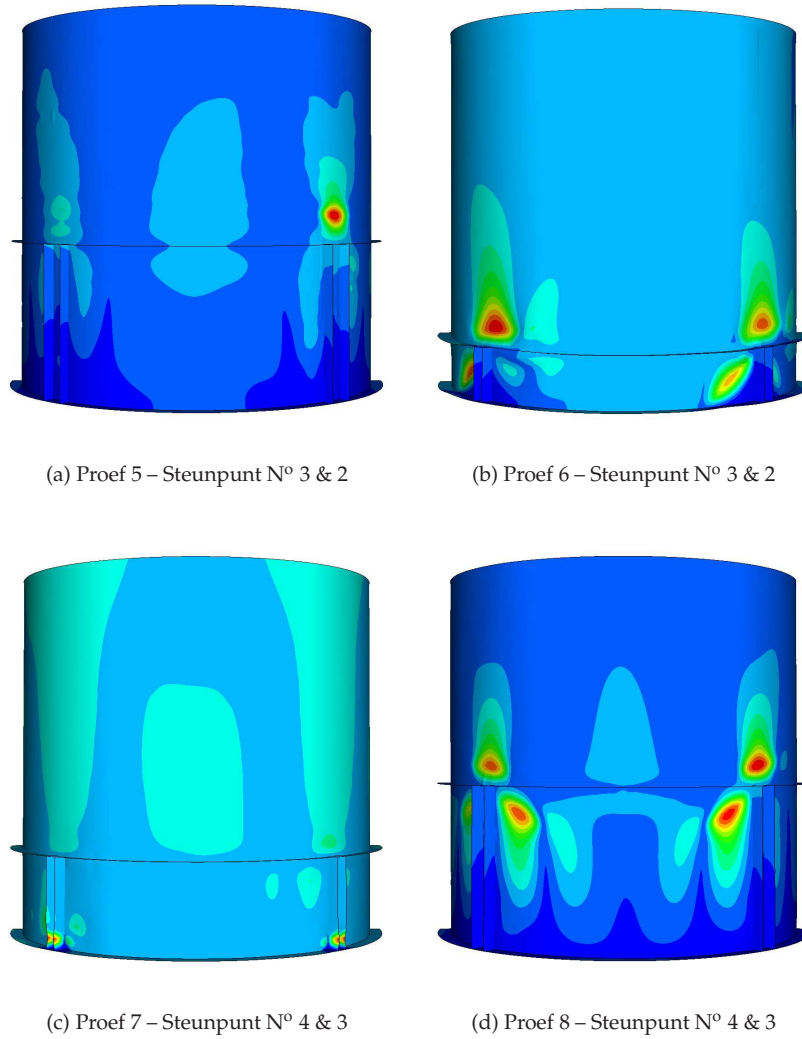 (a) Proef 5 – Steunpunt Nº 3 & 2
(b) Proef 6 – Steunpunt Nº 3 & 2
(c) Proef 7 – Steunpunt Nº 4 & 3
(d) Proef 8 – Steunpunt Nº 4 & 3